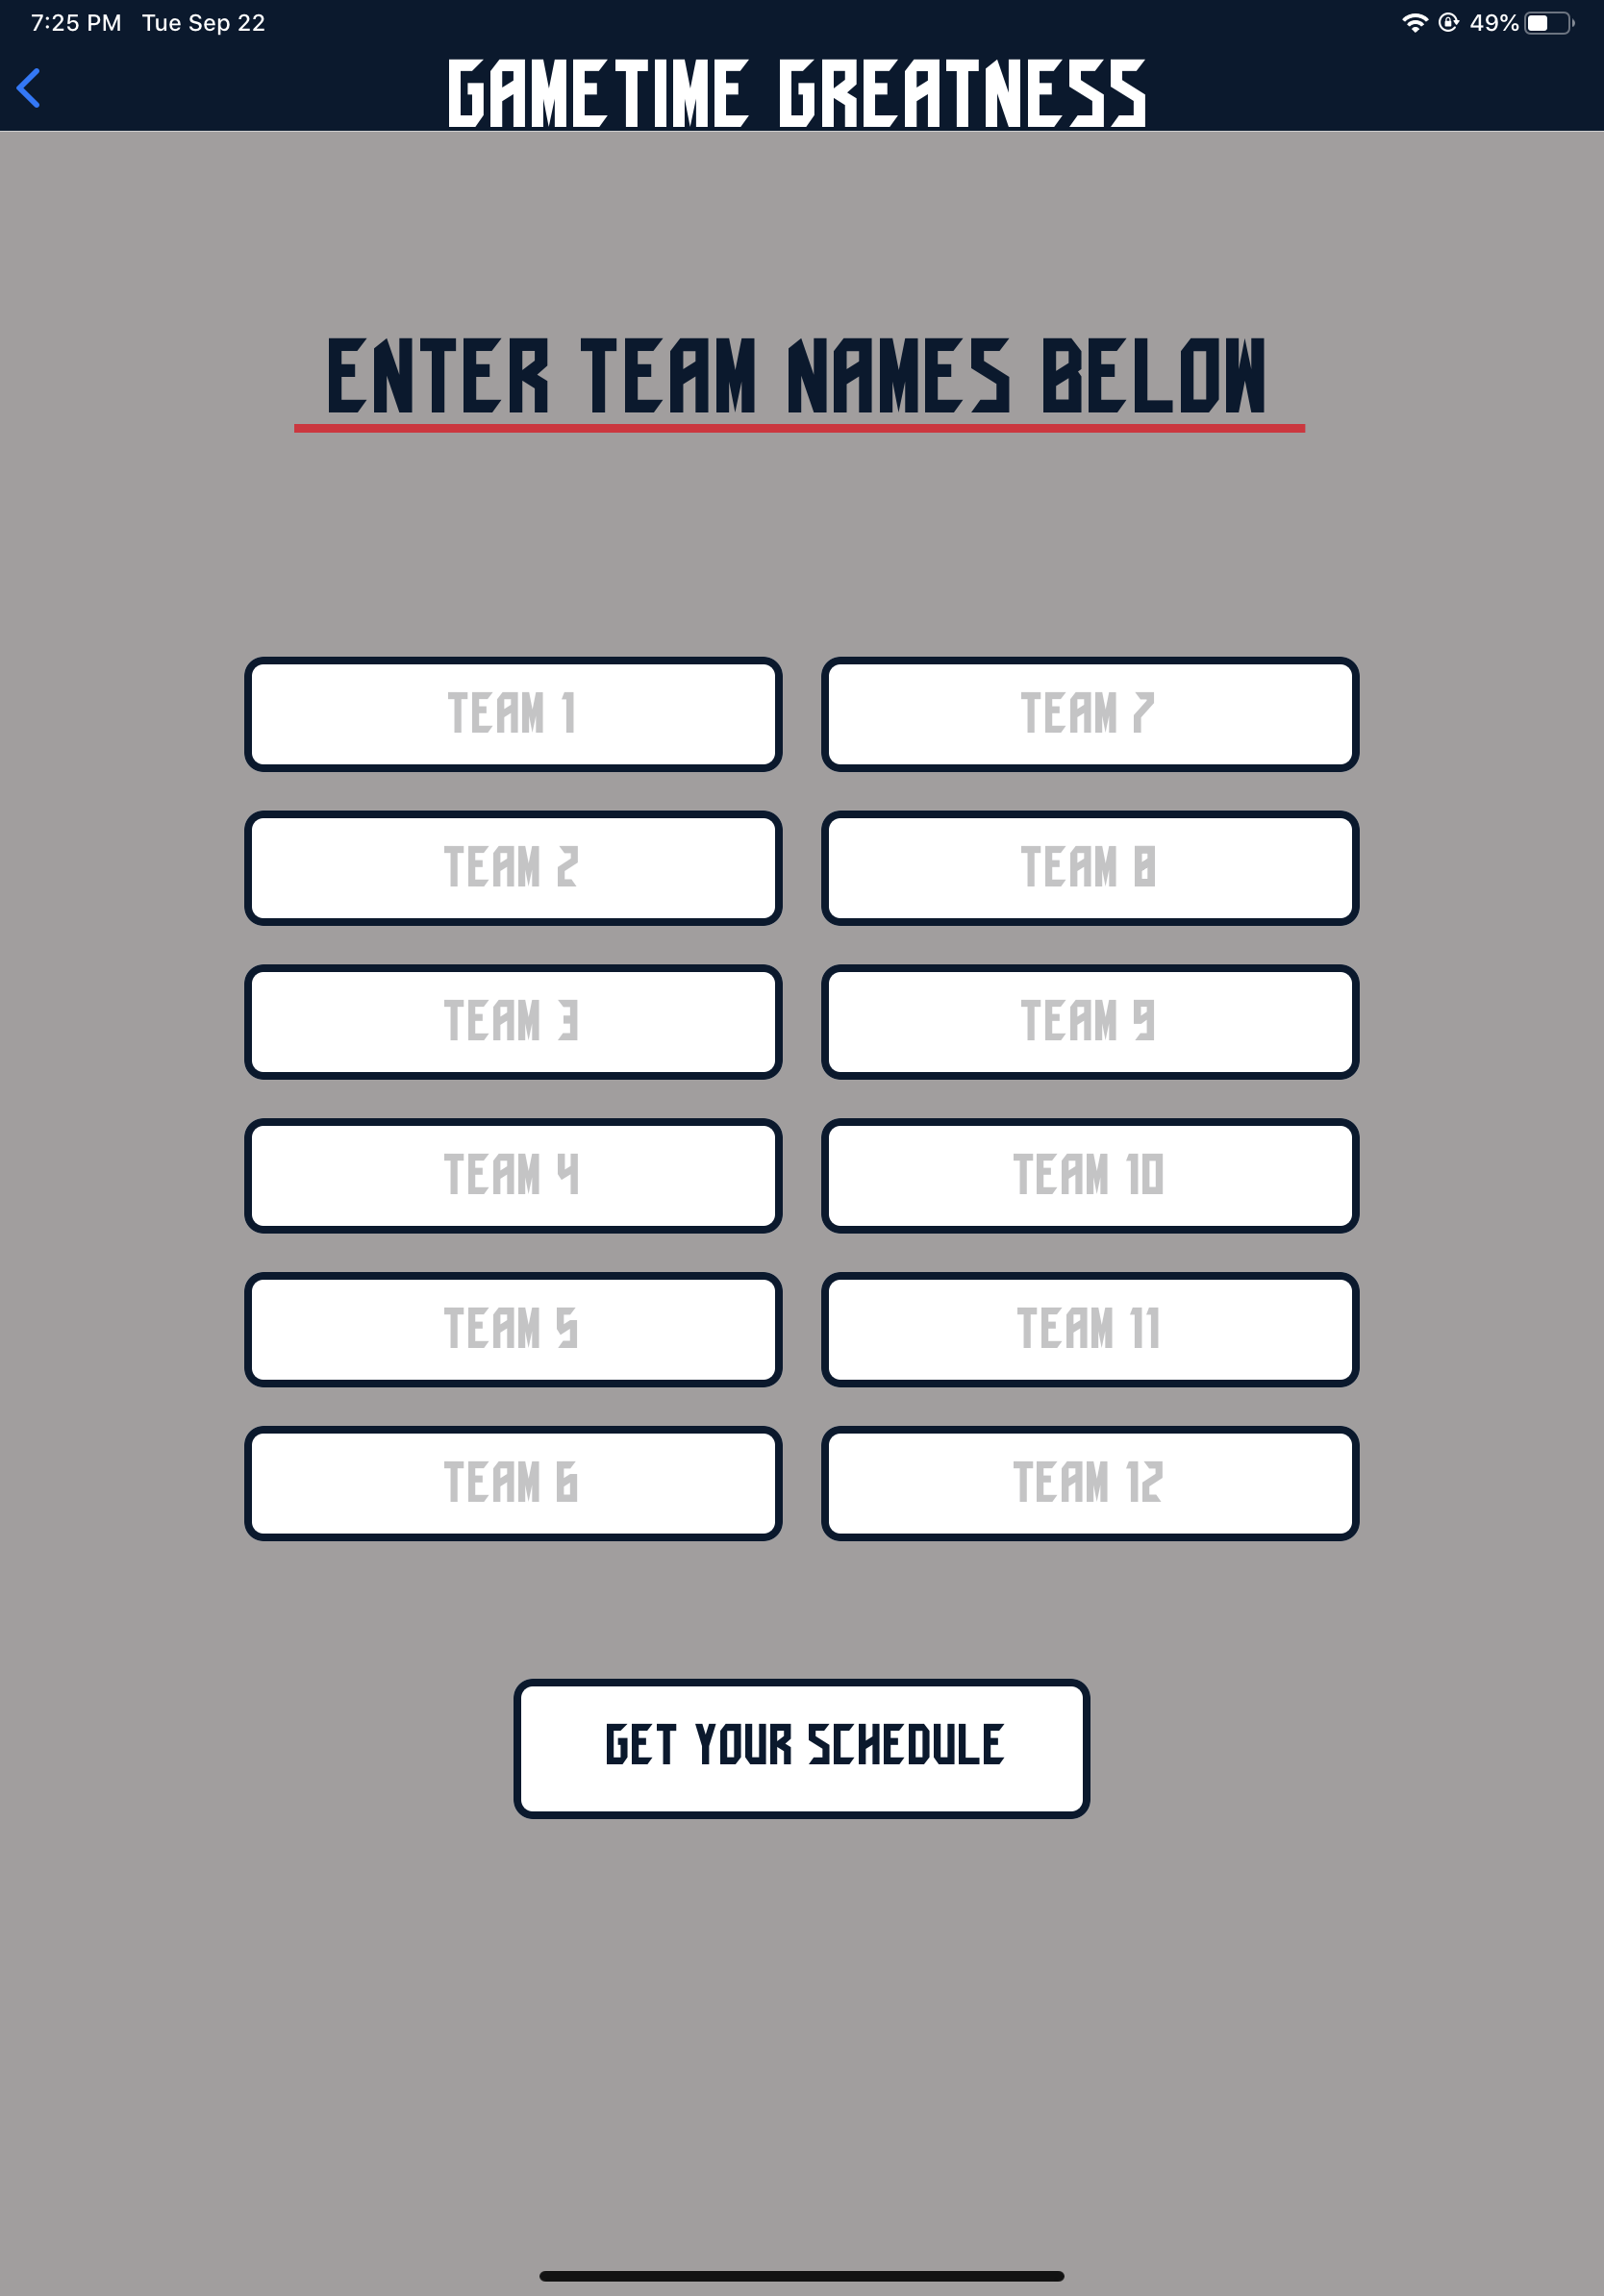 7:25 PM Tue Sep 22 49%
GAMETIME GREATNESS
ENTER TEAM NAMES BELOW
TEAM 1
TEAM 7
TEAM 2
TEAM 8
TEAM 3
TEAM 9
TEAM 4
TEAM 10
TEAM 5
TEAM 11
TEAM 6
TEAM 12
GET YOUR SCHEDULE